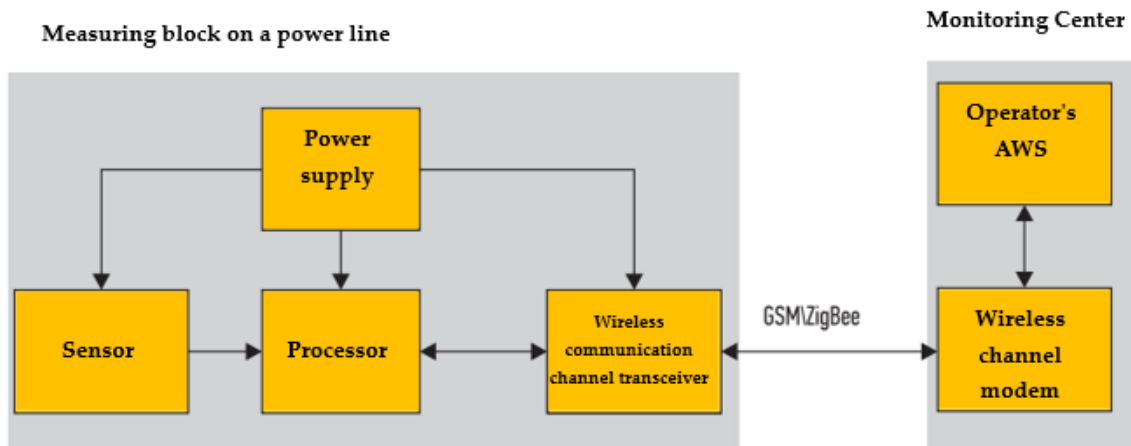 Measuring block on a power line
Monitoring Center
Power
supply
Operator's
AWS
Sensor
Processor
Wireless
communication
channel transceiver
GSM\ZigBee
Wireless
channel
modem